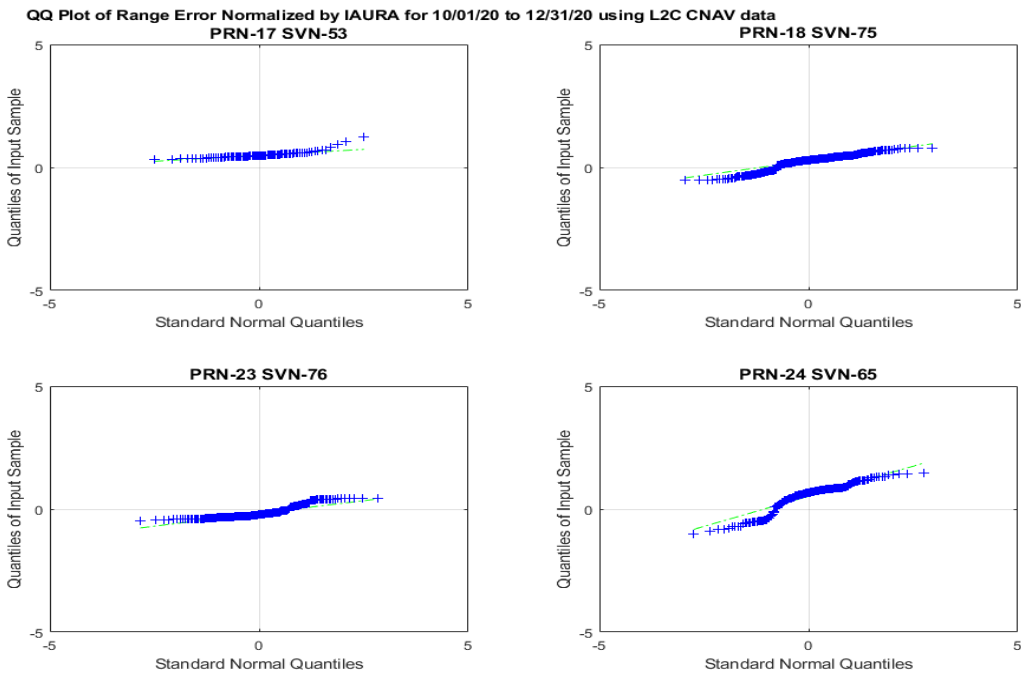 QQ Plot of Range Error Normalized by IAURA for 10/01/20 to 12/31/20 using L2C CNAV data
PRN-17 SVN-53
5
0
-5
Quantiles of Input Sample
-5
0
5
Standard Normal Quantiles
PRN-18 SVN-75
5
0
-5
Quantiles of Input Sample
-5
0
5
Standard Normal Quantiles
PRN-23 SVN-76
5
0
-5
Quantiles of Input Sample
-5
0
5
Standard Normal Quantiles
PRN-24 SVN-65
5
0
-5
Quantiles of Input Sample
-5
0
5
Standard Normal Quantiles